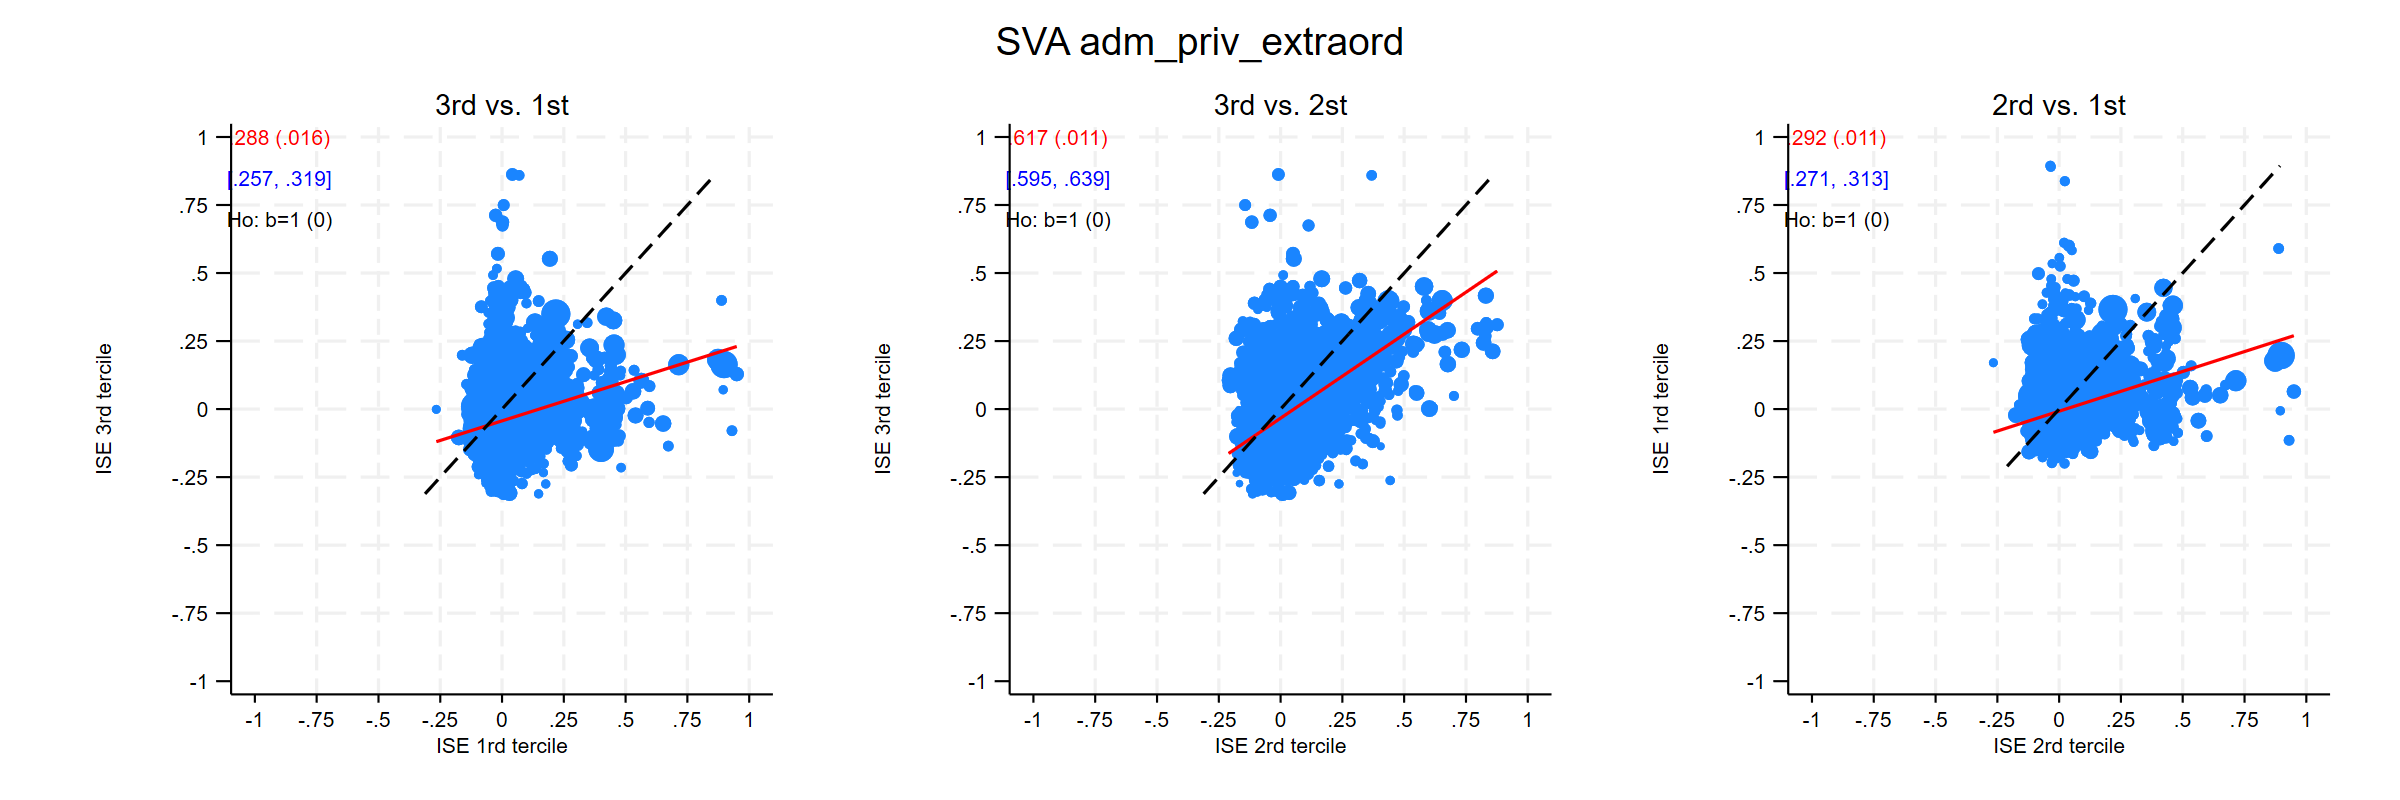 SVA adm_priv_extraord
3rd vs. 1st
.288 (.016)
[.257, .319]
Ho: b=1 (0)
1
.75
.5
.25
0
-.25
-.5
-.75
-1
ISE 3rd tercile
-1 -.75 -.5 -.25 0 .25 .5 .75 1
ISE 1rd tercile
3rd vs. 2st
.617 (.011)
[.595, .639]
Ho: b=1 (0)
1
.75
.5
.25
0
-.25
-.5
-.75
-1
ISE 3rd tercile
-1 -.75 -.5 -.25 0 .25 .5 .75 1
ISE 2rd tercile
2rd vs. 1st
.292 (.011)
[.271, .313]
Ho: b=1 (0)
1
.75
.5
.25
0
-.25
-.5
-.75
-1
ISE 1rd tercile
-1 -.75 -.5 -.25 0 .25 .5 .75 1
ISE 2rd tercile